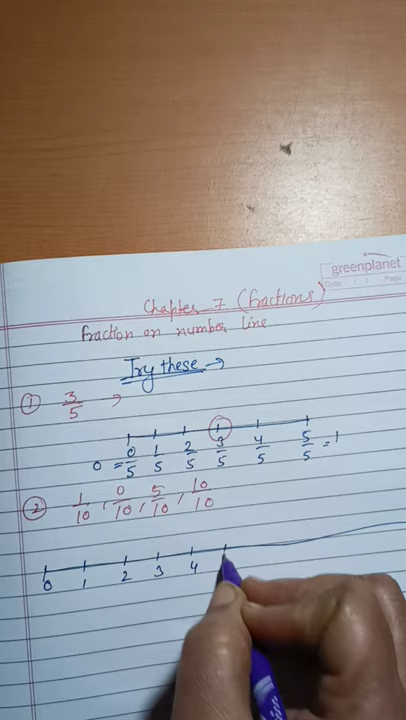 greenplanet
Date: / / Page:
Chapter 7 (fractions)
fraction on number line
Try these →
① 3/5 →
0 = 0/5 1/5 2/5 3/5 4/5 5/5 = 1
② 1/10 , 0/10 , 5/10 , 10/10
0 1 2 3 4